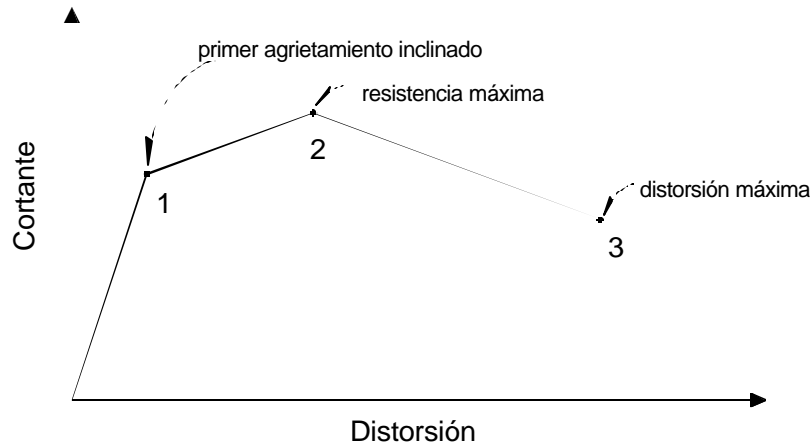 primer agrietamiento inclinado
resistencia máxima
2
Cortante
1
distorsión máxima
3
Distorsión